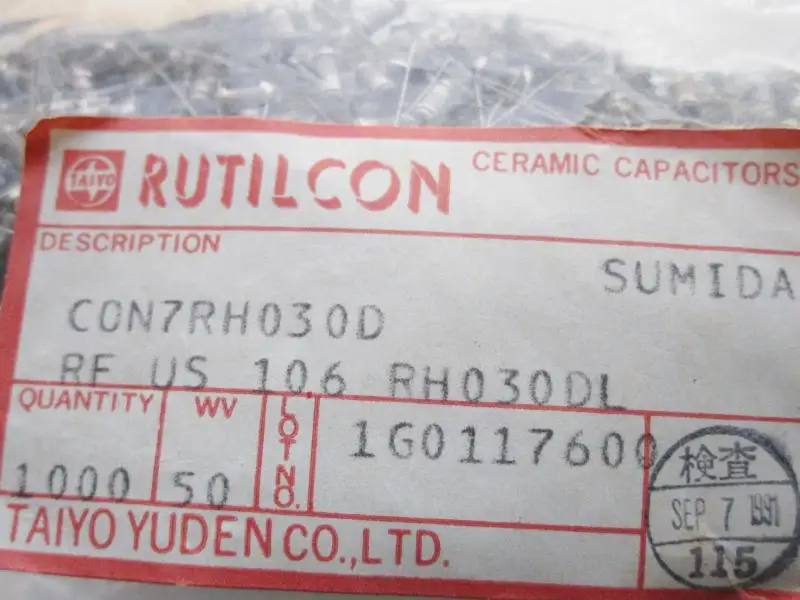 TAIYO
RUTILCON
CERAMIC CAPACITORS
DESCRIPTION
SUMIDA
CON7RH030D
RF US 106 RH030DL
QUANTITY
WV
LOT NO.
1000
50
1G01117600
検査
SEP 7 1991
115
TAIYO YUDEN CO., LTD.